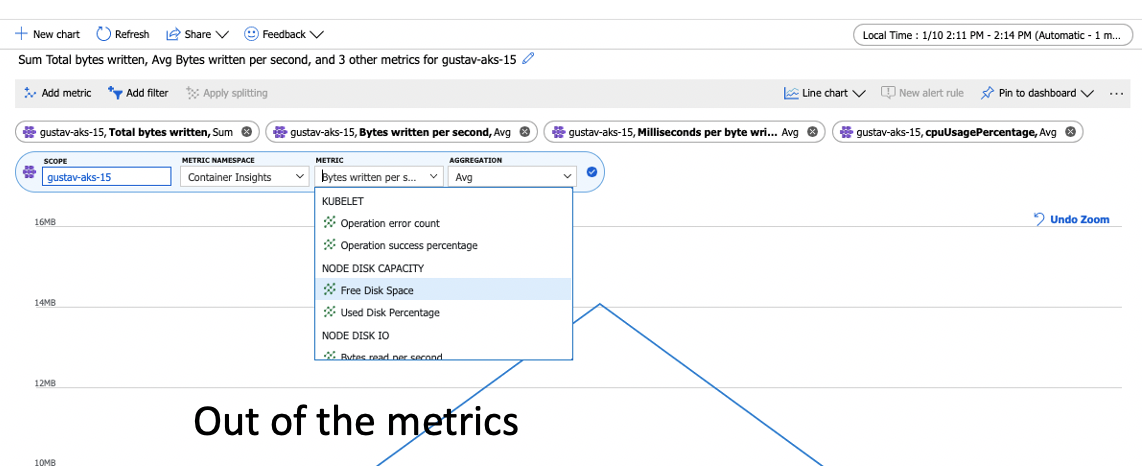 New chart Refresh Share Feedback Local Time : 1/10 2:11 PM - 2:14 PM (Automatic - 1 m...
Sum Total bytes written, Avg Bytes written per second, and 3 other metrics for gustav-aks-15
Add metric Add filter Apply splitting Line chart New alert rule Pin to dashboard ...
gustav-aks-15, Total bytes written, Sum gustav-aks-15, Bytes written per second, Avg gustav-aks-15, Milliseconds per byte wri... Avg gustav-aks-15, cpuUsagePercentage, Avg
SCOPE METRIC NAMESPACE METRIC AGGREGATION
gustav-aks-15 Container Insights Bytes written per s... Avg
KUBELET
16MB Operation error count Undo Zoom
Operation success percentage
NODE DISK CAPACITY
Free Disk Space
14MB
Used Disk Percentage
NODE DISK IO
Bytes read per second
12MB
Out of the metrics
10MB